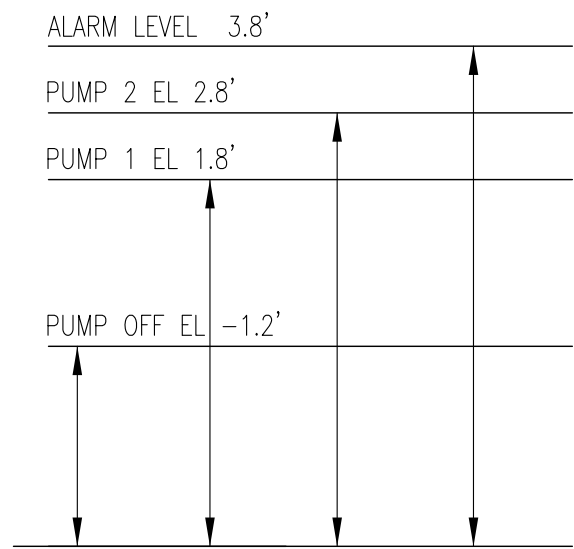 ALARM LEVEL 3.8'
PUMP 2 EL 2.8'
PUMP 1 EL 1.8'
PUMP OFF EL -1.2'